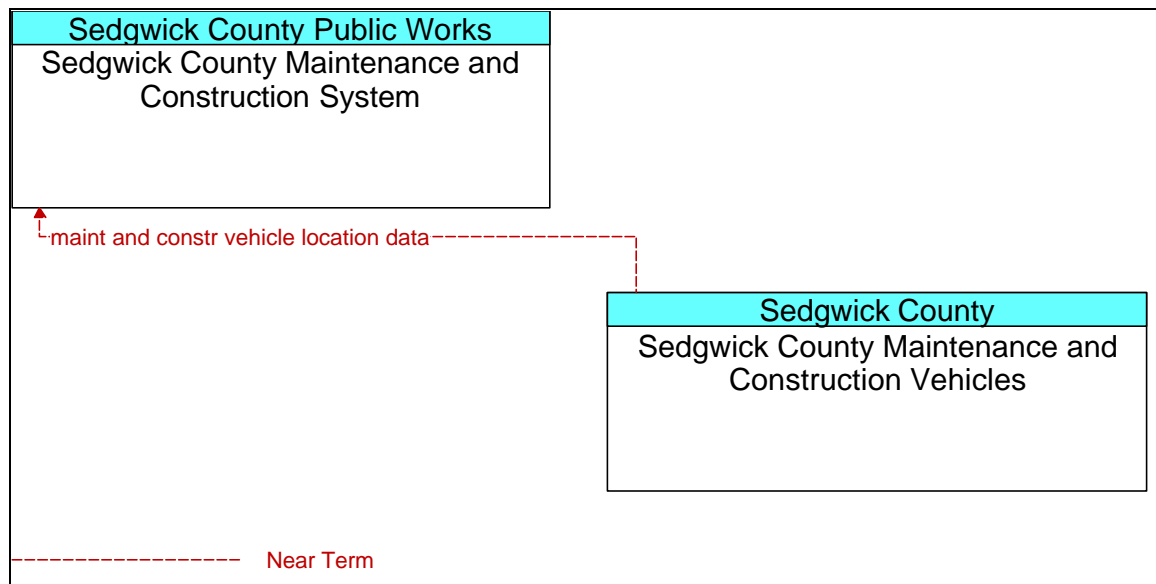 Sedgwick County Public Works
Sedgwick County Maintenance and
Construction System
maint and constr vehicle location data
Sedgwick County
Sedgwick County Maintenance and
Construction Vehicles
Near Term